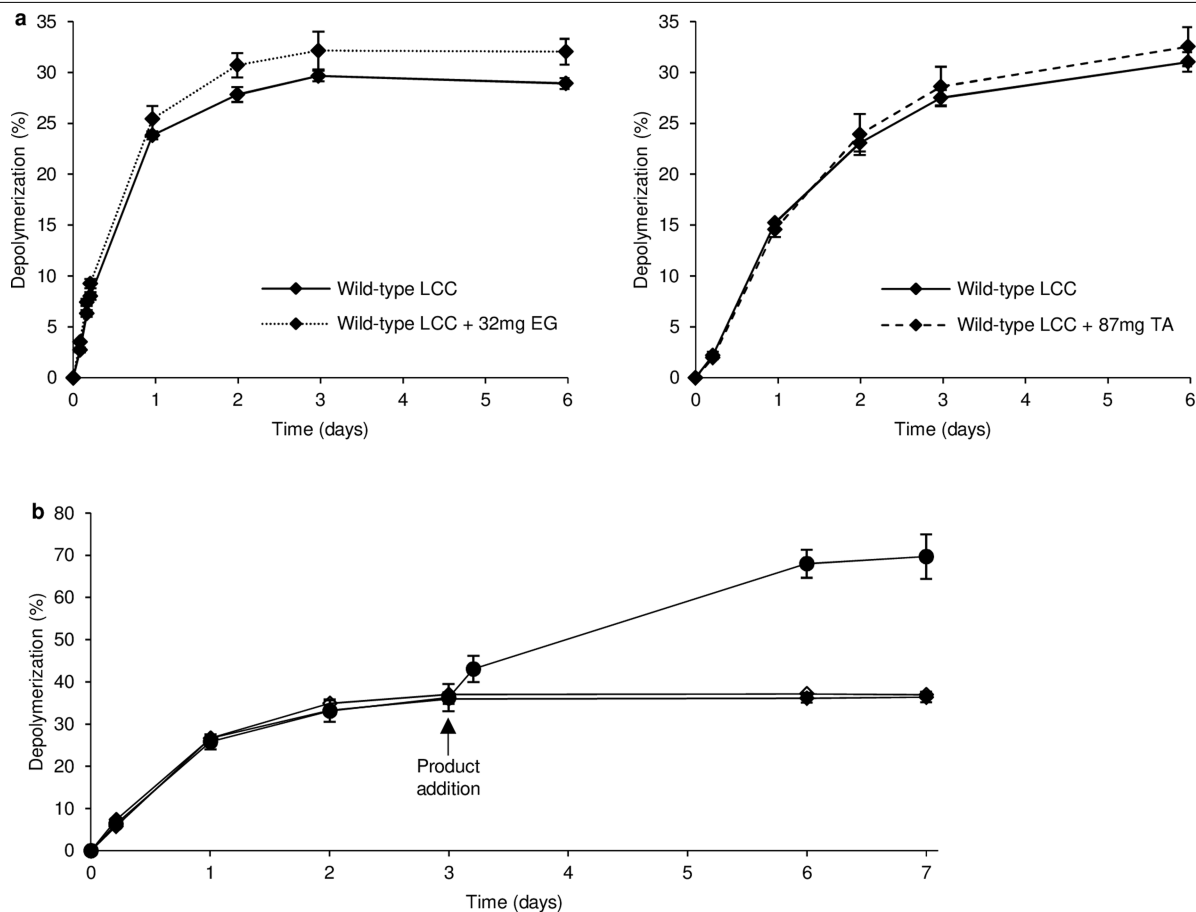 a
35
30
25
20
15
10
5
0
Depolymerization (%)
0 1 2 3 4 5 6
Time (days)
Wild-type LCC
Wild-type LCC + 32mg EG
35
30
25
20
15
10
5
0
Depolymerization (%)
0 1 2 3 4 5 6
Time (days)
Wild-type LCC
Wild-type LCC + 87mg TA
b
80
70
60
50
40
30
20
10
0
Depolymerization (%)
Product
addition
0 1 2 3 4 5 6 7
Time (days)